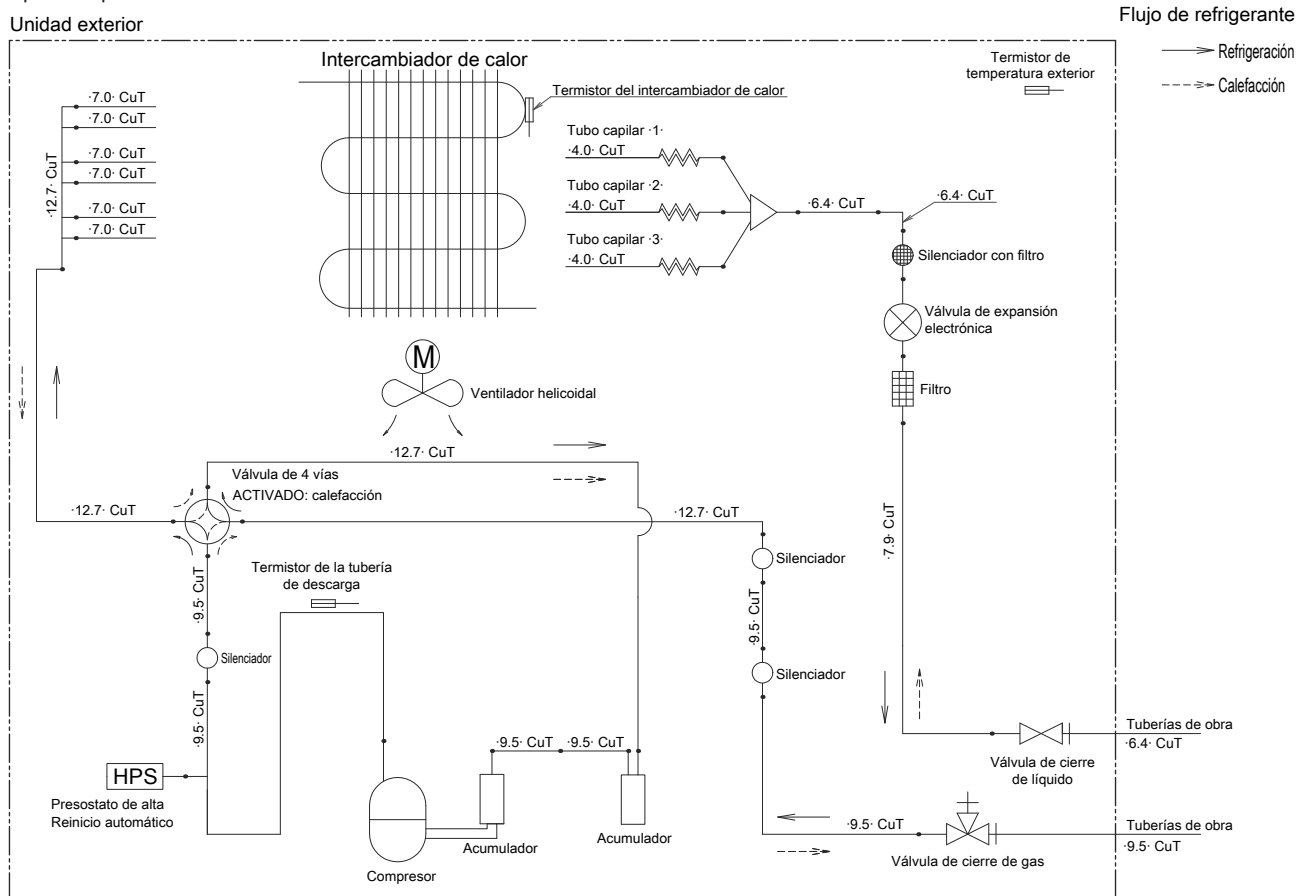 Unidad exterior
Flujo de refrigerante
Refrigeración
Calefacción
Intercambiador de calor
Termistor de
temperatura exterior
Termistor del intercambiador de calor
·7.0· CuT
·7.0· CuT
·7.0· CuT
·7.0· CuT
·7.0· CuT
·7.0· CuT
·12.7· CuT
Tubo capilar ·1·
·4.0· CuT
Tubo capilar ·2·
·4.0· CuT
Tubo capilar ·3·
·4.0· CuT
·6.4· CuT
·6.4· CuT
Silenciador con filtro
Válvula de expansión
electrónica
Filtro
M
Ventilador helicoidal
·12.7· CuT
Válvula de 4 vías
ACTIVADO: calefacción
·12.7· CuT
·12.7· CuT
·7.9· CuT
Silenciador
·9.5· CuT
Silenciador
Termistor de la tubería
de descarga
·9.5· CuT
Silenciador
·9.5· CuT
HPS
Presostato de alta
Reinicio automático
·9.5· CuT
·9.5· CuT
Acumulador
Acumulador
Compresor
Tuberías de obra
·6.4· CuT
Válvula de cierre
de líquido
·9.5· CuT
Válvula de cierre de gas
Tuberías de obra
·9.5· CuT